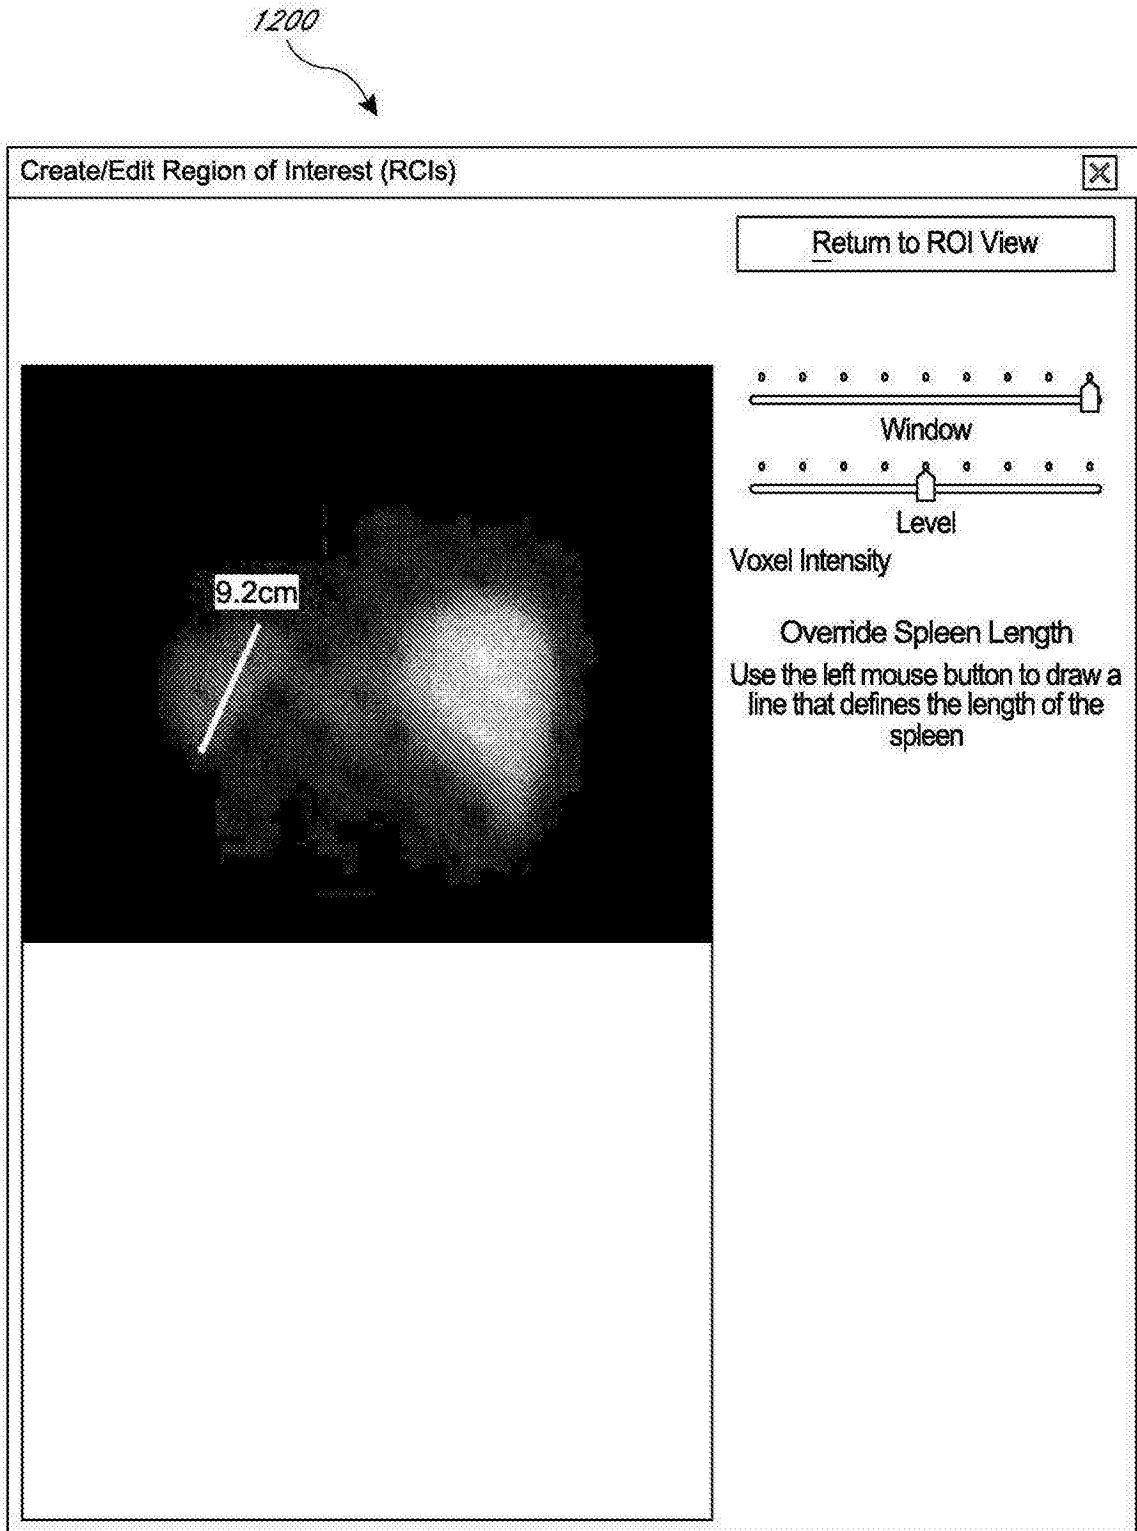 1200
Create/Edit Region of Interest (RCIs)
Return to ROI View
Window
Level
Voxel Intensity
9.2cm
Override Spleen Length
Use the left mouse button to draw a
line that defines the length of the
spleen